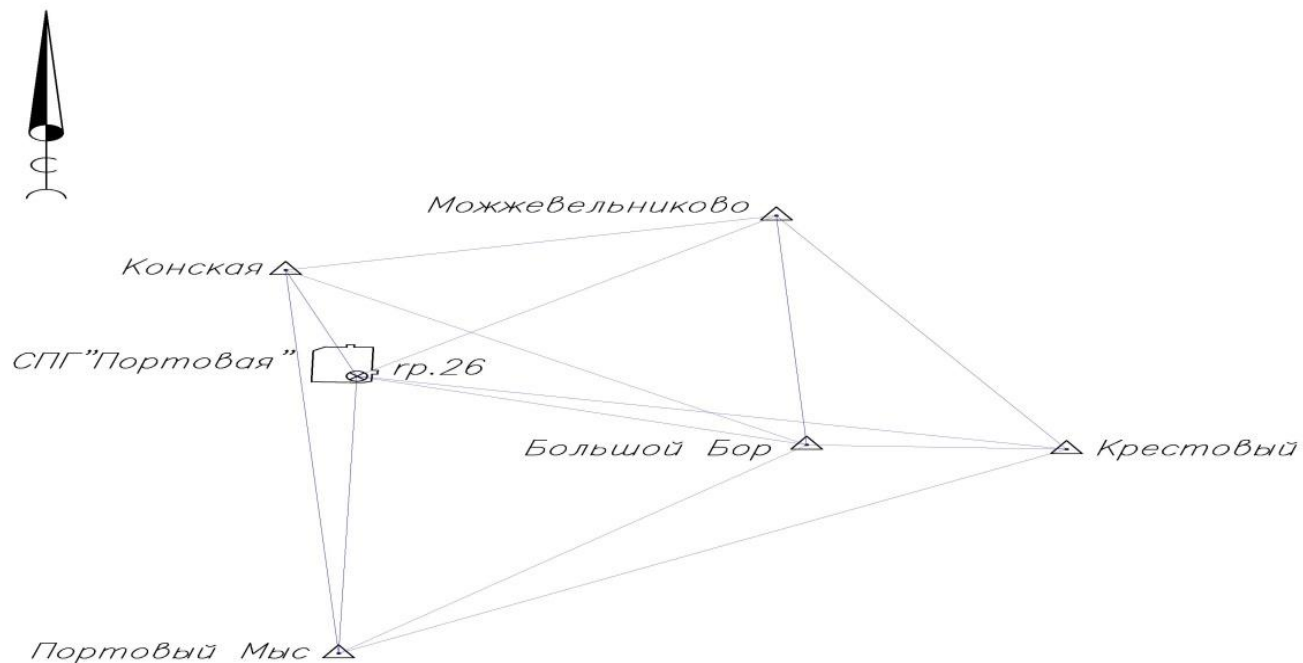 С
Можжевельниково
Конская
СПГ"Портовая"
гр.26
Большой Бор
Крестовый
Портовый Мыс